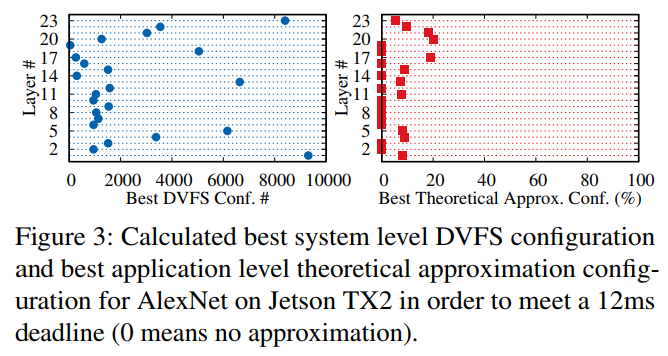 23
20
17
14
11
8
5
2
Layer #
0 2000 4000 6000 8000 10000
Best DVFS Conf. #
23
20
17
14
11
8
5
2
Layer #
0 20 40 60 80 100
Best Theoretical Approx. Conf. (%)
Figure 3: Calculated best system level DVFS configuration
and best application level theoretical approximation config-
uration for AlexNet on Jetson TX2 in order to meet a 12ms
deadline (0 means no approximation).